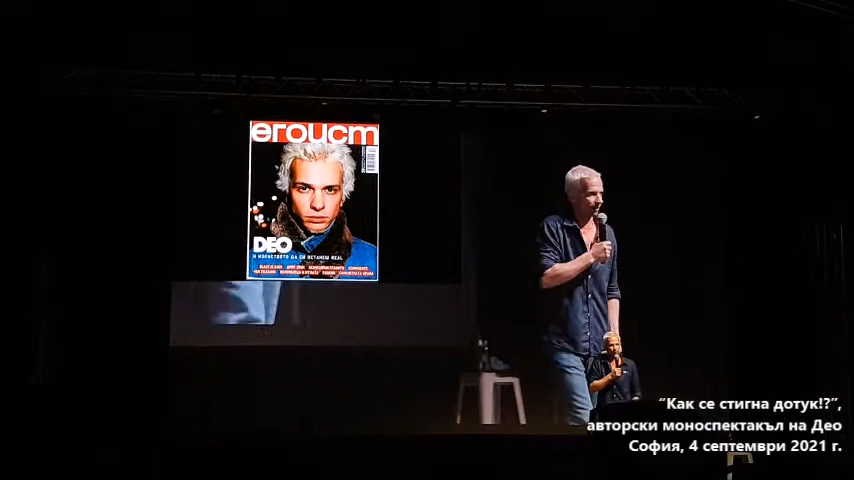 егоист
DEO
И ИЗКУСТВОТО ДА СИ ОСТАНЕШ REAL
"Как се стигна дотук!?",
авторски моноспектакъл на Део
София, 4 септември 2021 г.